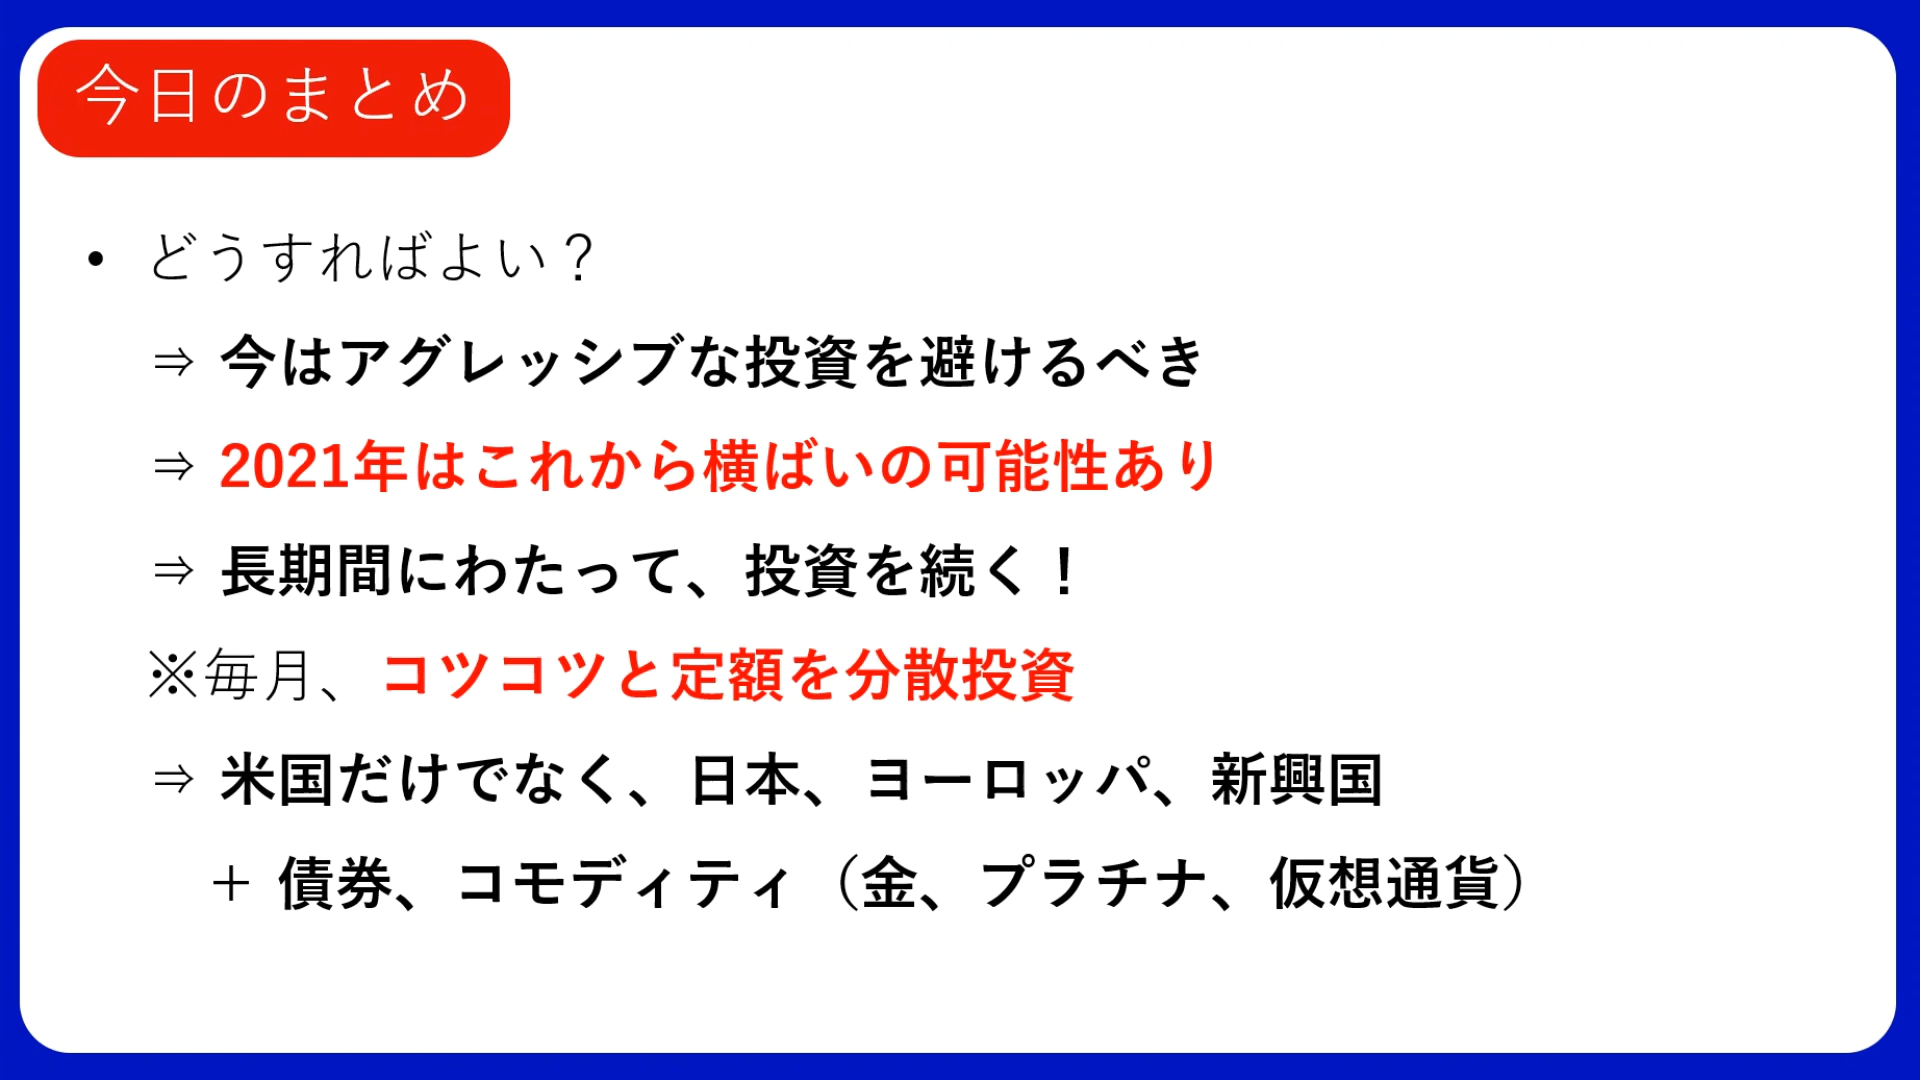 今日のまとめ
• どうすればよい？
⇒ 今はアグレッシブな投資を避けるべき
⇒ 2021年はこれから横ばいの可能性あり
⇒ 長期間にわたって、投資を続く！
※毎月、コツコツと定額を分散投資
⇒ 米国だけでなく、日本、ヨーロッパ、新興国
＋ 債券、コモディティ（金、プラチナ、仮想通貨）